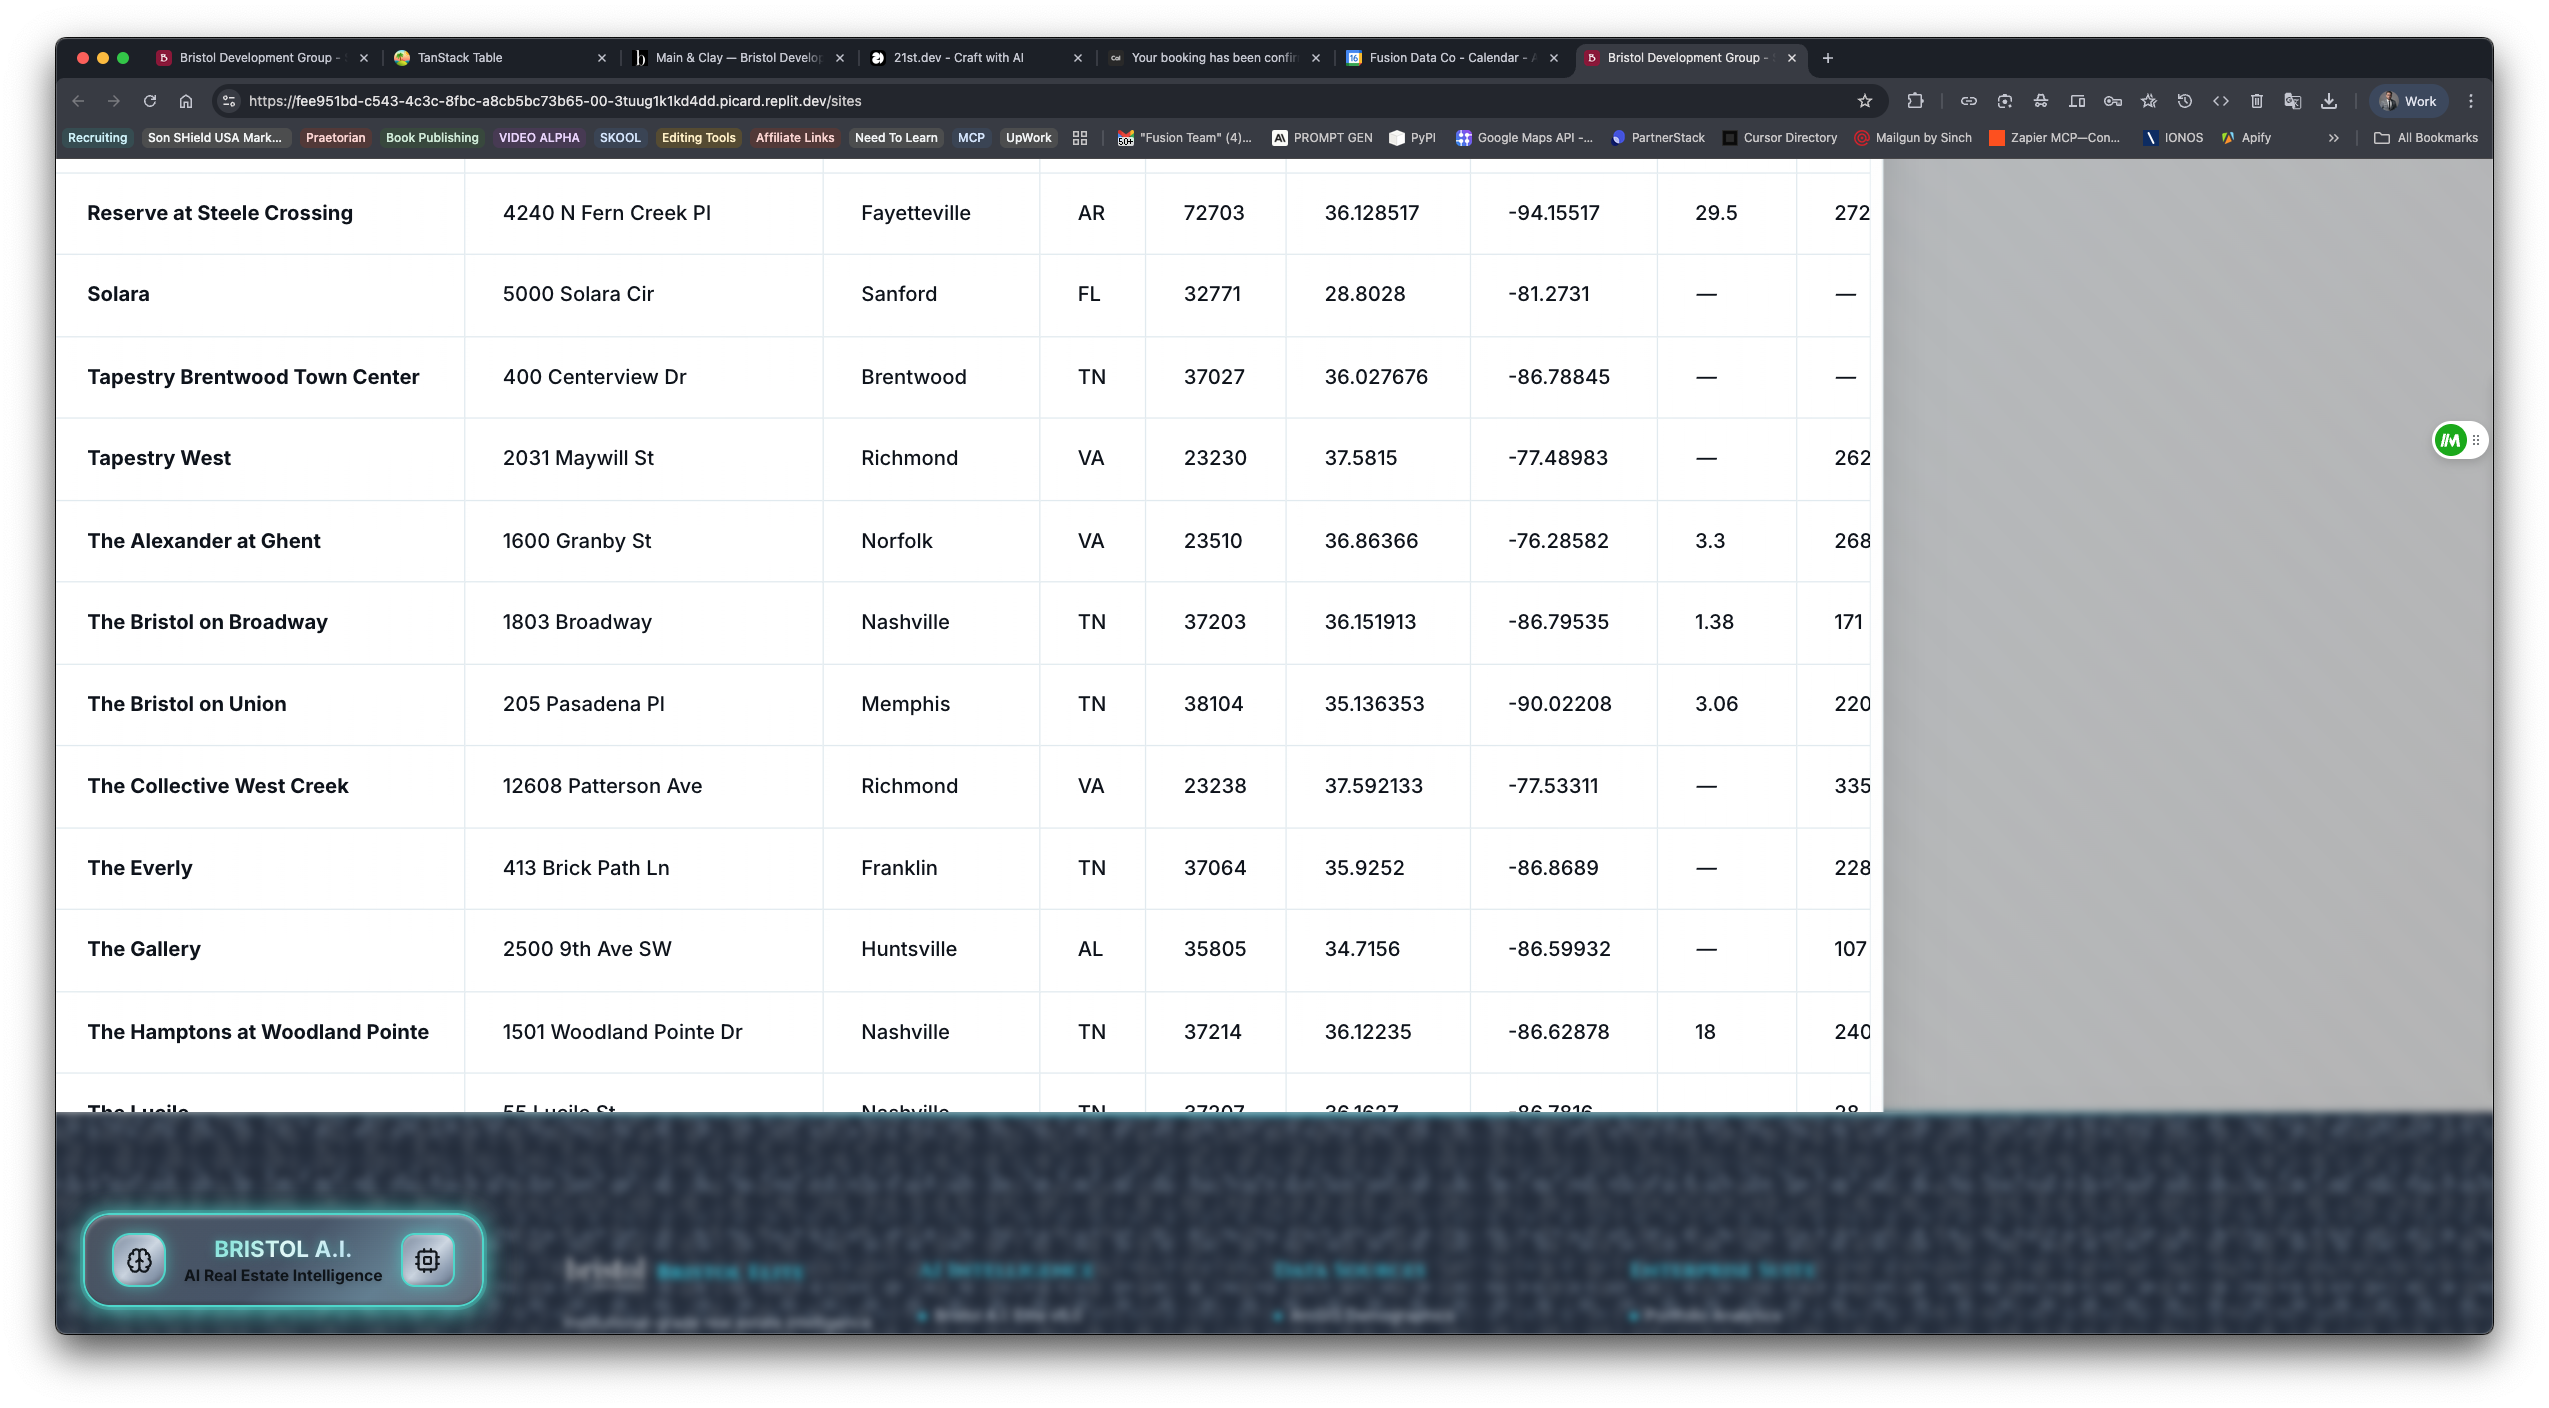 Bristol Development Group -
TanStack Table
Main & Clay — Bristol Develop
21st.dev - Craft with AI
Cal
Your booking has been confir
16
Fusion Data Co - Calendar -
Bristol Development Group -
https://fee951bd-c543-4c3c-8fbc-a8cb5bc73b65-00-3tuug1k1kd4dd.picard.replit.dev/sites
Work
Recruiting
Son SHield USA Mark...
Praetorian
Book Publishing
VIDEO ALPHA
SKOOL
Editing Tools
Affiliate Links
Need To Learn
MCP
UpWork
50+
"Fusion Team" (4)...
PROMPT GEN
PyPI
Google Maps API -...
PartnerStack
Cursor Directory
Mailgun by Sinch
Zapier MCP—Con...
IONOS
Apify
All Bookmarks
Reserve at Steele Crossing 4240 N Fern Creek Pl Fayetteville AR 72703 36.128517 -94.15517 29.5 272
Solara 5000 Solara Cir Sanford FL 32771 28.8028 -81.2731 — —
Tapestry Brentwood Town Center 400 Centerview Dr Brentwood TN 37027 36.027676 -86.78845 — —
Tapestry West 2031 Maywill St Richmond VA 23230 37.5815 -77.48983 — 262
The Alexander at Ghent 1600 Granby St Norfolk VA 23510 36.86366 -76.28582 3.3 268
The Bristol on Broadway 1803 Broadway Nashville TN 37203 36.151913 -86.79535 1.38 171
The Bristol on Union 205 Pasadena Pl Memphis TN 38104 35.136353 -90.02208 3.06 220
The Collective West Creek 12608 Patterson Ave Richmond VA 23238 37.592133 -77.53311 — 335
The Everly 413 Brick Path Ln Franklin TN 37064 35.9252 -86.8689 — 228
The Gallery 2500 9th Ave SW Huntsville AL 35805 34.7156 -86.59932 — 107
The Hamptons at Woodland Pointe 1501 Woodland Pointe Dr Nashville TN 37214 36.12235 -86.62878 18 240
The Lucile 55 Lucile St Nashville TN 37207 36.1627 -86.7816 28
BRISTOL A.I.
AI Real Estate Intelligence
bristol